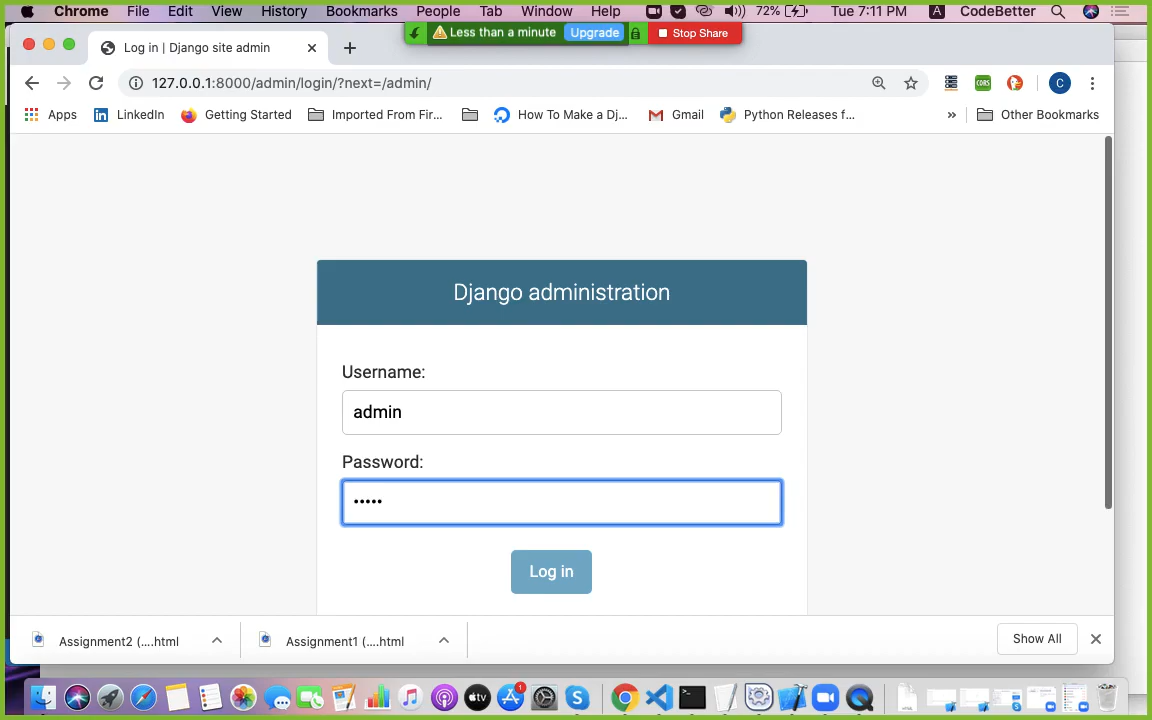 Chrome File Edit View History Bookmarks People Tab Window Help 72% Tue 7:11 PM A CodeBetter
Less than a minute Upgrade Stop Share
Log in | Django site admin
127.0.0.1:8000/admin/login/?next=/admin/
CORS
C
Apps LinkedIn Getting Started Imported From Fir... How To Make a Dj... Gmail Python Releases f... » Other Bookmarks
Django administration
Username:
admin
Password:
•••••
Log in
Assignment2 (....html Assignment1 (....html Show All
tv 1